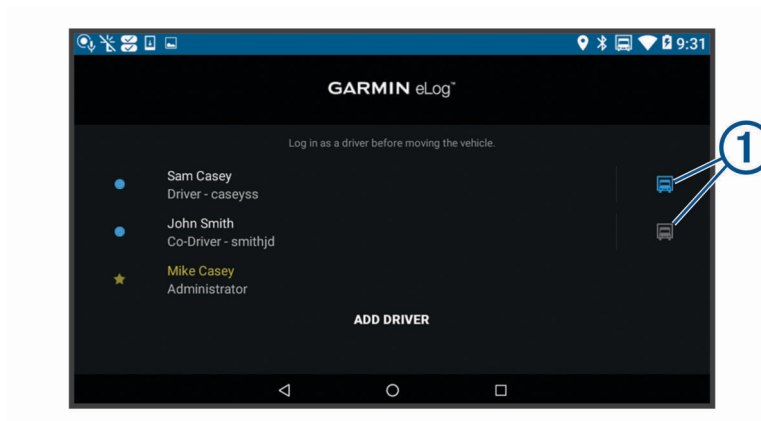 9:31
GARMIN eLog™
Log in as a driver before moving the vehicle.
1
Sam Casey
Driver - caseyss
John Smith
Co-Driver - smithjd
Mike Casey
Administrator
ADD DRIVER